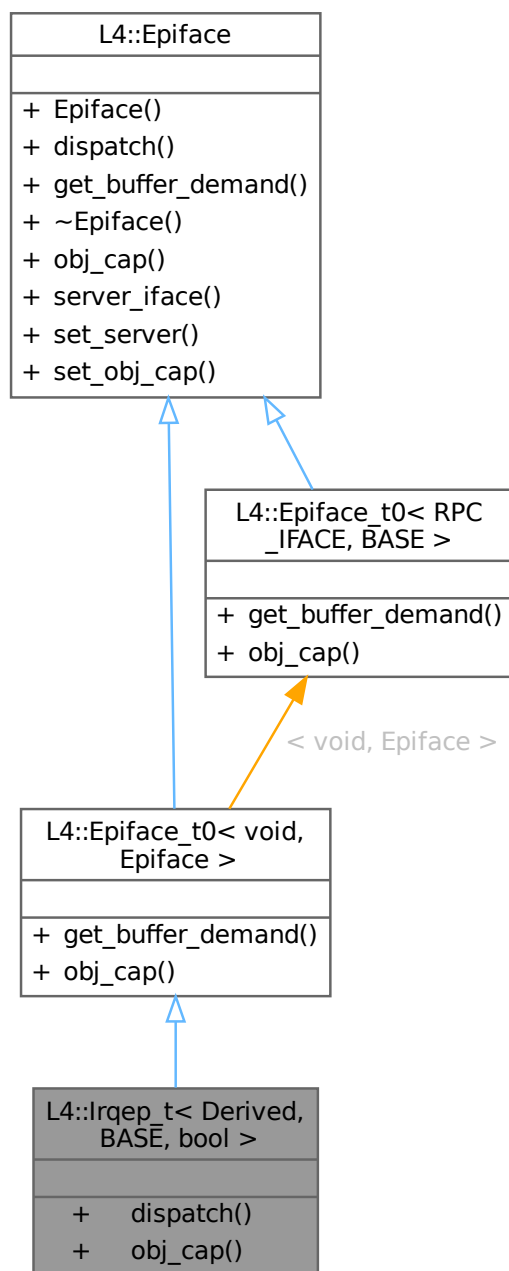 L4::Epiface
+ Epiface()
+ dispatch()
+ get_buffer_demand()
+ ~Epiface()
+ obj_cap()
+ server_iface()
+ set_server()
+ set_obj_cap()
L4::Epiface_t0< RPC
_IFACE, BASE >
+ get_buffer_demand()
+ obj_cap()
< void, Epiface >
L4::Epiface_t0< void,
Epiface >
+ get_buffer_demand()
+ obj_cap()
L4::Irqep_t< Derived,
BASE, bool >
+ dispatch()
+ obj_cap()